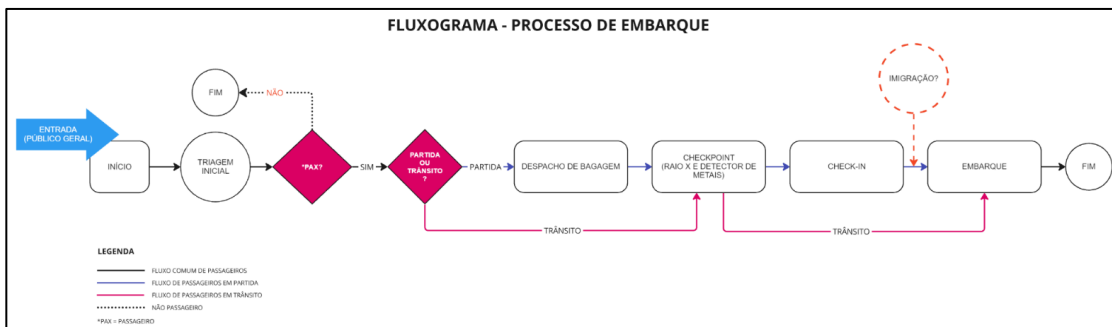 FLUXOGRAMA - PROCESSO DE EMBARQUE
IMIGRAÇÃO?
FIM
NÃO
ENTRADA
(PÚBLICO GERAL)
INÍCIO
TRIAGEM
INICIAL
*PAX?
SIM
PARTIDA
OU
TRÂNSITO
?
PARTIDA
DESPACHO DE BAGAGEM
CHECKPOINT
(RAIO X E DETECTOR DE
METAIS)
CHECK-IN
EMBARQUE
FIM
TRÂNSITO
TRÂNSITO
LEGENDA
FLUXO COMUM DE PASSAGEIROS
FLUXO DE PASSAGEIROS EM PARTIDA
FLUXO DE PASSAGEIROS EM TRÂNSITO
NÃO PASSAGEIRO
*PAX = PASSAGEIRO